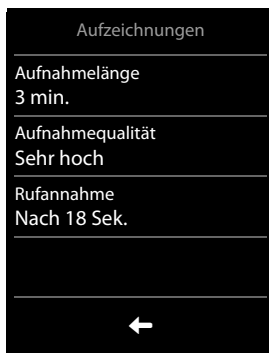 Aufzeichnungen
Aufnahmelänge
3 min.
Aufnahmequalität
Sehr hoch
Rufannahme
Nach 18 Sek.